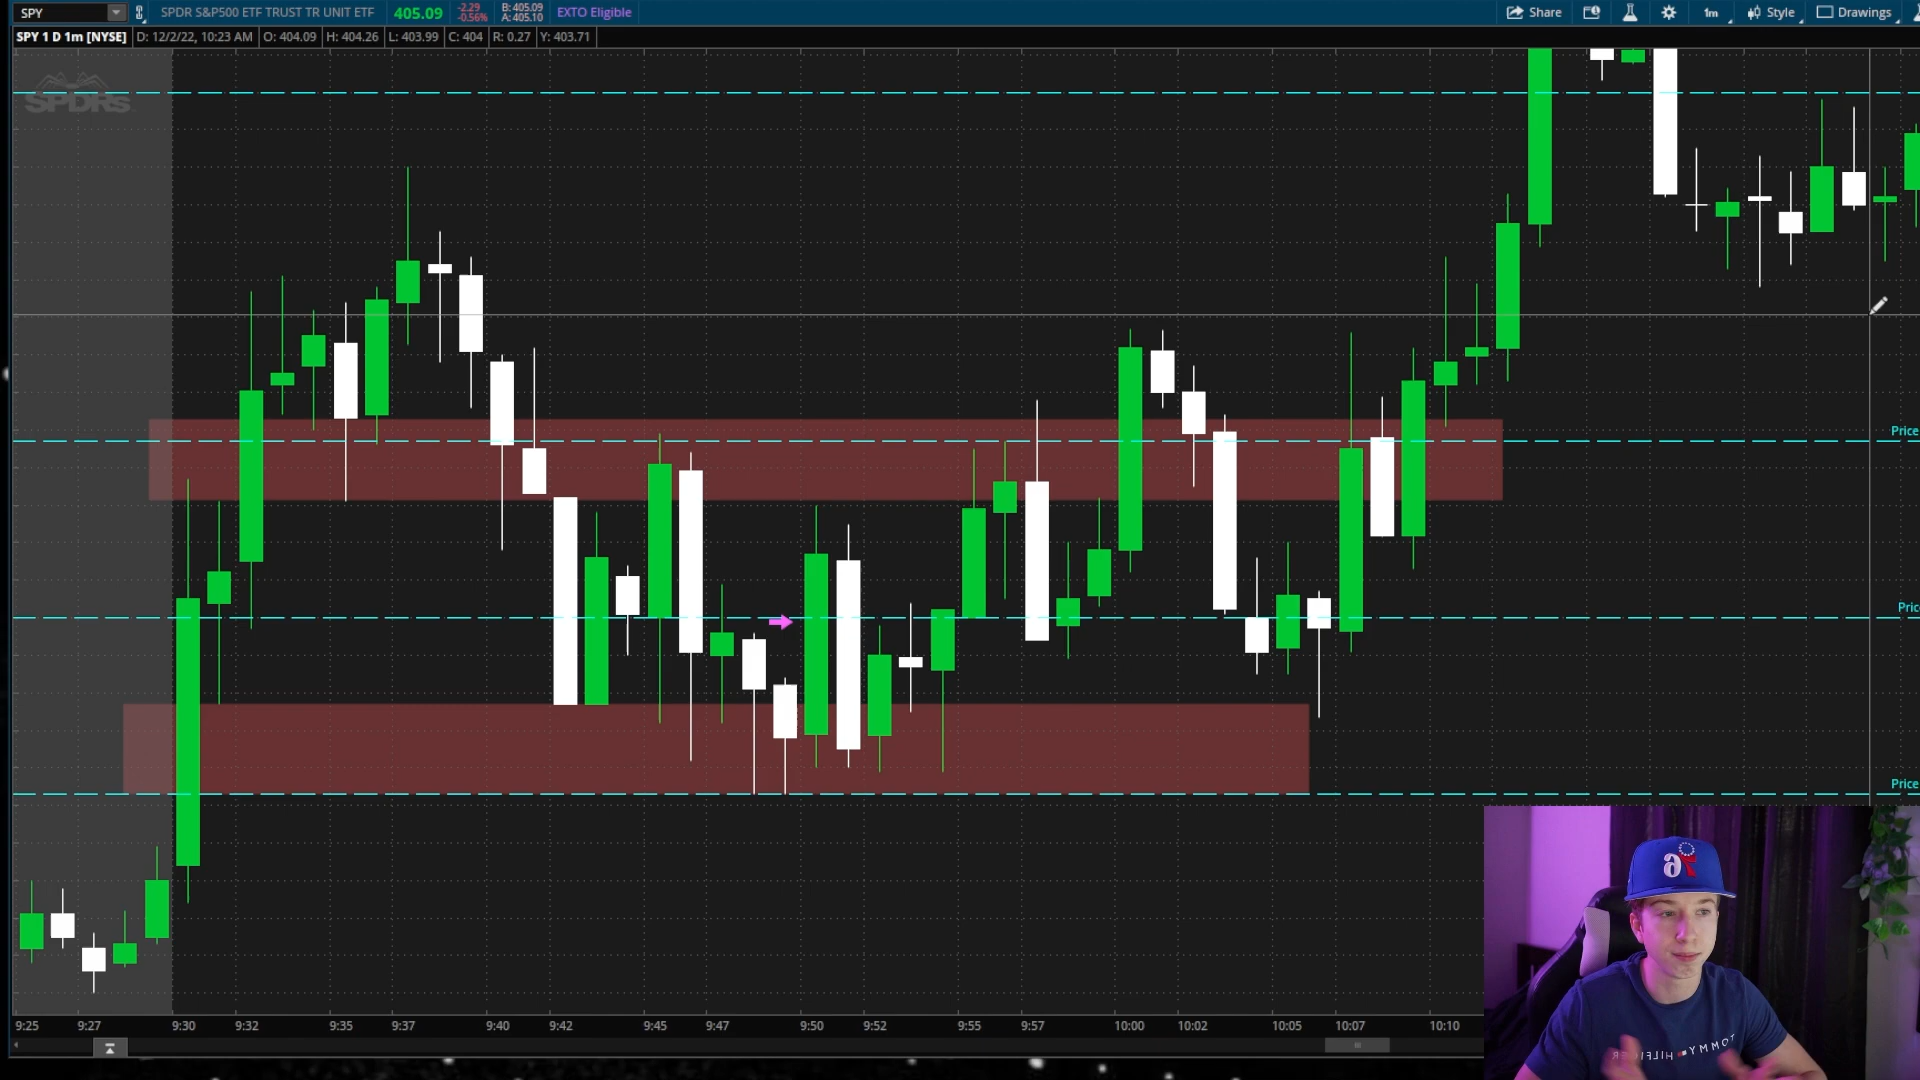 SPY SPDR S&P500 ETF TRUST TR UNIT ETF 405.09 -2.29 -0.56% B: 405.09 A: 405.10 EXTO Eligible Share 1m Style Drawings
SPY 1 D 1m [NYSE] D: 12/2/22, 10:23 AM O: 404.09 H: 404.26 L: 403.99 C: 404 R: 0.27 Y: 403.71
SPDRs
Price
Pric
Price
9:25 9:27 9:30 9:32 9:35 9:37 9:40 9:42 9:45 9:47 9:50 9:52 9:55 9:57 10:00 10:02 10:05 10:07 10:10
TOMMY HILFIGER